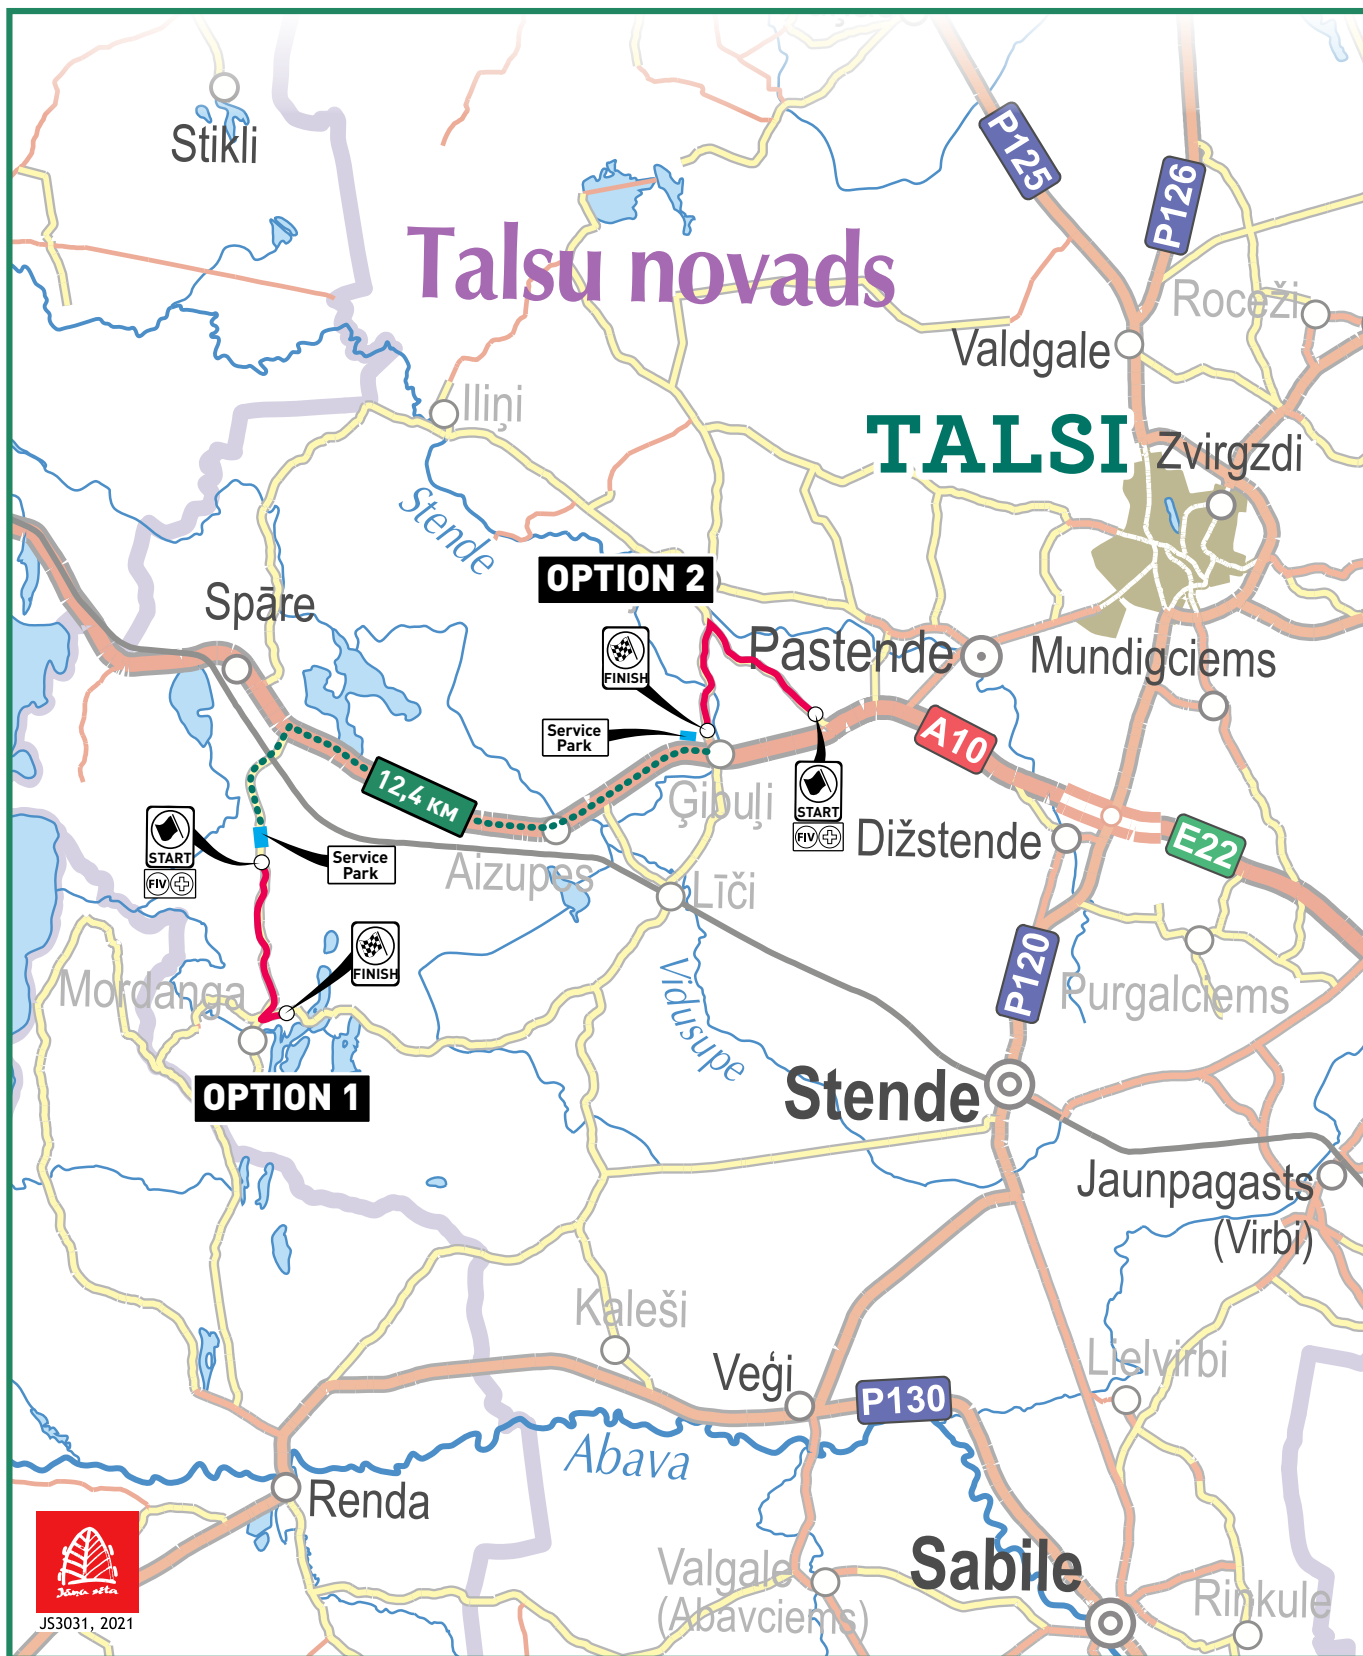 Stikli
P125
P126
Talsu novads
Roceži
Valdgale
Iliņi
TALSI
Zvirgzdi
Stende
OPTION 2
Spāre
FINISH
Pastende
Mundigciems
Service
Park
A10
12,4 KM
Ģibuļi
START
FIV
Dižstende
E22
START
FIV
Service
Park
Aizupes
Līči
FINISH
P120
Mordanga
Vidusupe
Purgalciems
OPTION 1
Stende
Jaunpagasts
(Virbi)
Kaleši
Veģi
Lielvirbi
P130
Abava
Renda
Sabile
Valgale
(Abavciems)
Rinkule
Jāņa sēta
JS3031, 2021